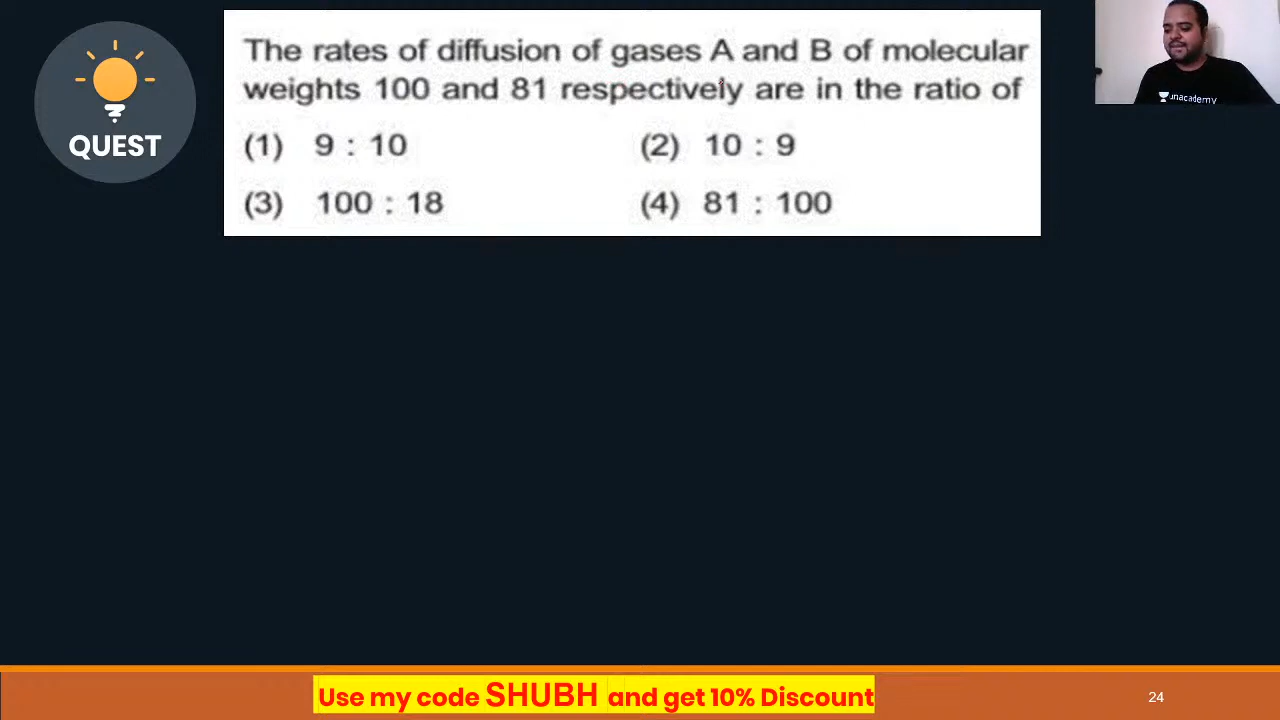 QUEST
The rates of diffusion of gases A and B of molecular
weights 100 and 81 respectively are in the ratio of
(1) 9 : 10 (2) 10 : 9
(3) 100 : 18 (4) 81 : 100
unacademy
Use my code SHUBH and get 10% Discount
24